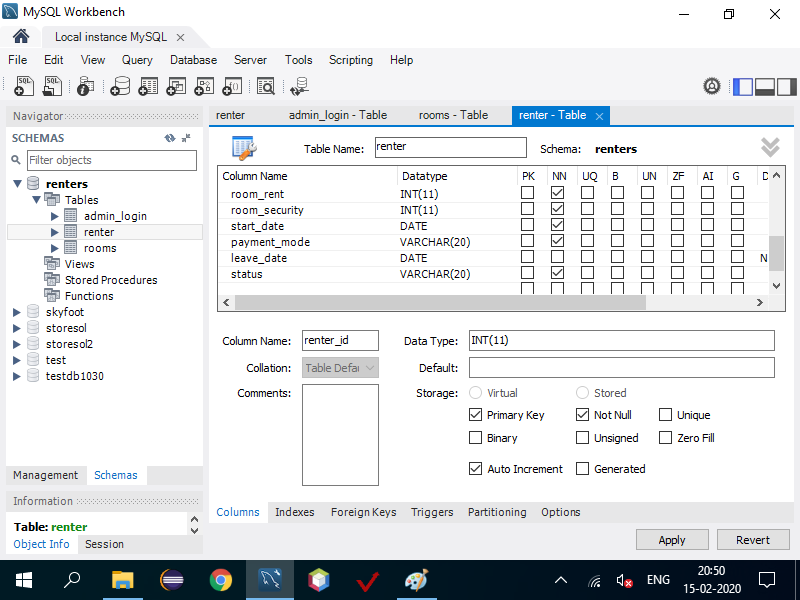 MySQL Workbench
Local instance MySQL
File Edit View Query Database Server Tools Scripting Help
Navigator
SCHEMAS
Filter objects
renters
Tables
admin_login
renter
rooms
Views
Stored Procedures
Functions
skyfoot
storesol
storesol2
test
testdb1030
Management Schemas
Information
Table: renter
Object Info Session
renter admin_login - Table rooms - Table renter - Table
Table Name: renter Schema: renters
Column Name Datatype PK NN UQ B UN ZF AI G D
room_rent INT(11)
room_security INT(11)
start_date DATE
payment_mode VARCHAR(20)
leave_date DATE N
status VARCHAR(20)
Column Name: renter_id Data Type: INT(11)
Collation: Table Defau Default:
Comments: Storage: Virtual Stored
Primary Key Not Null Unique
Binary Unsigned Zero Fill
Auto Increment Generated
Columns Indexes Foreign Keys Triggers Partitioning Options
Apply Revert
ENG 20:50
15-02-2020